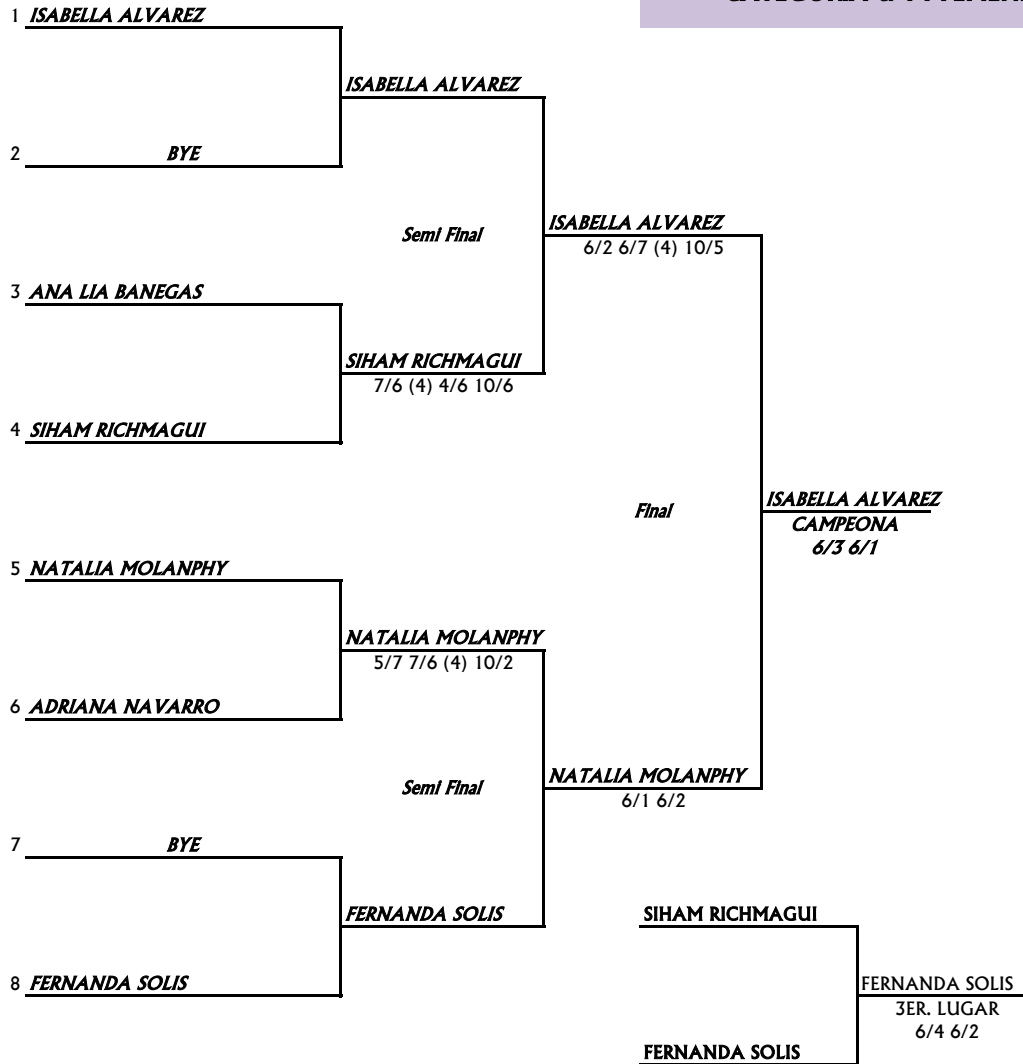 1 ISABELLA ALVAREZ
ISABELLA ALVAREZ
2 BYE
Semi Final
ISABELLA ALVAREZ
6/2 6/7 (4) 10/5
3 ANA LIA BANEGAS
SIHAM RICHMAGUI
7/6 (4) 4/6 10/6
4 SIHAM RICHMAGUI
Final
ISABELLA ALVAREZ
CAMPEONA
6/3 6/1
5 NATALIA MOLANPHY
NATALIA MOLANPHY
5/7 7/6 (4) 10/2
6 ADRIANA NAVARRO
Semi Final
NATALIA MOLANPHY
6/1 6/2
7 BYE
FERNANDA SOLIS
8 FERNANDA SOLIS
SIHAM RICHMAGUI
FERNANDA SOLIS
3ER. LUGAR
6/4 6/2
FERNANDA SOLIS